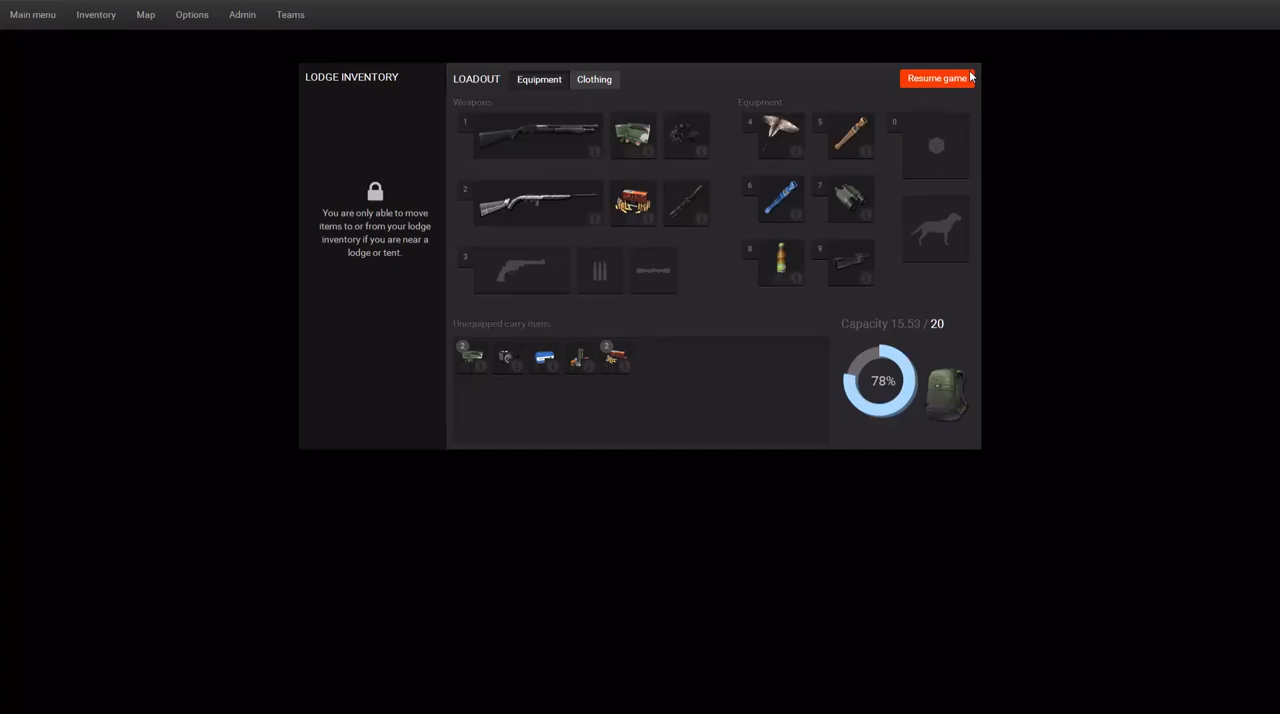 Main menu Inventory Map Options Admin Teams
LODGE INVENTORY
You are only able to move
items to or from your lodge
inventory if you are near a
lodge or tent.
LOADOUT Equipment Clothing Resume game
Weapons
1
2
3
Equipment
4 5 0
6 7
8 9
Unequipped carry items
2 2
Capacity 15.53 / 20
78%